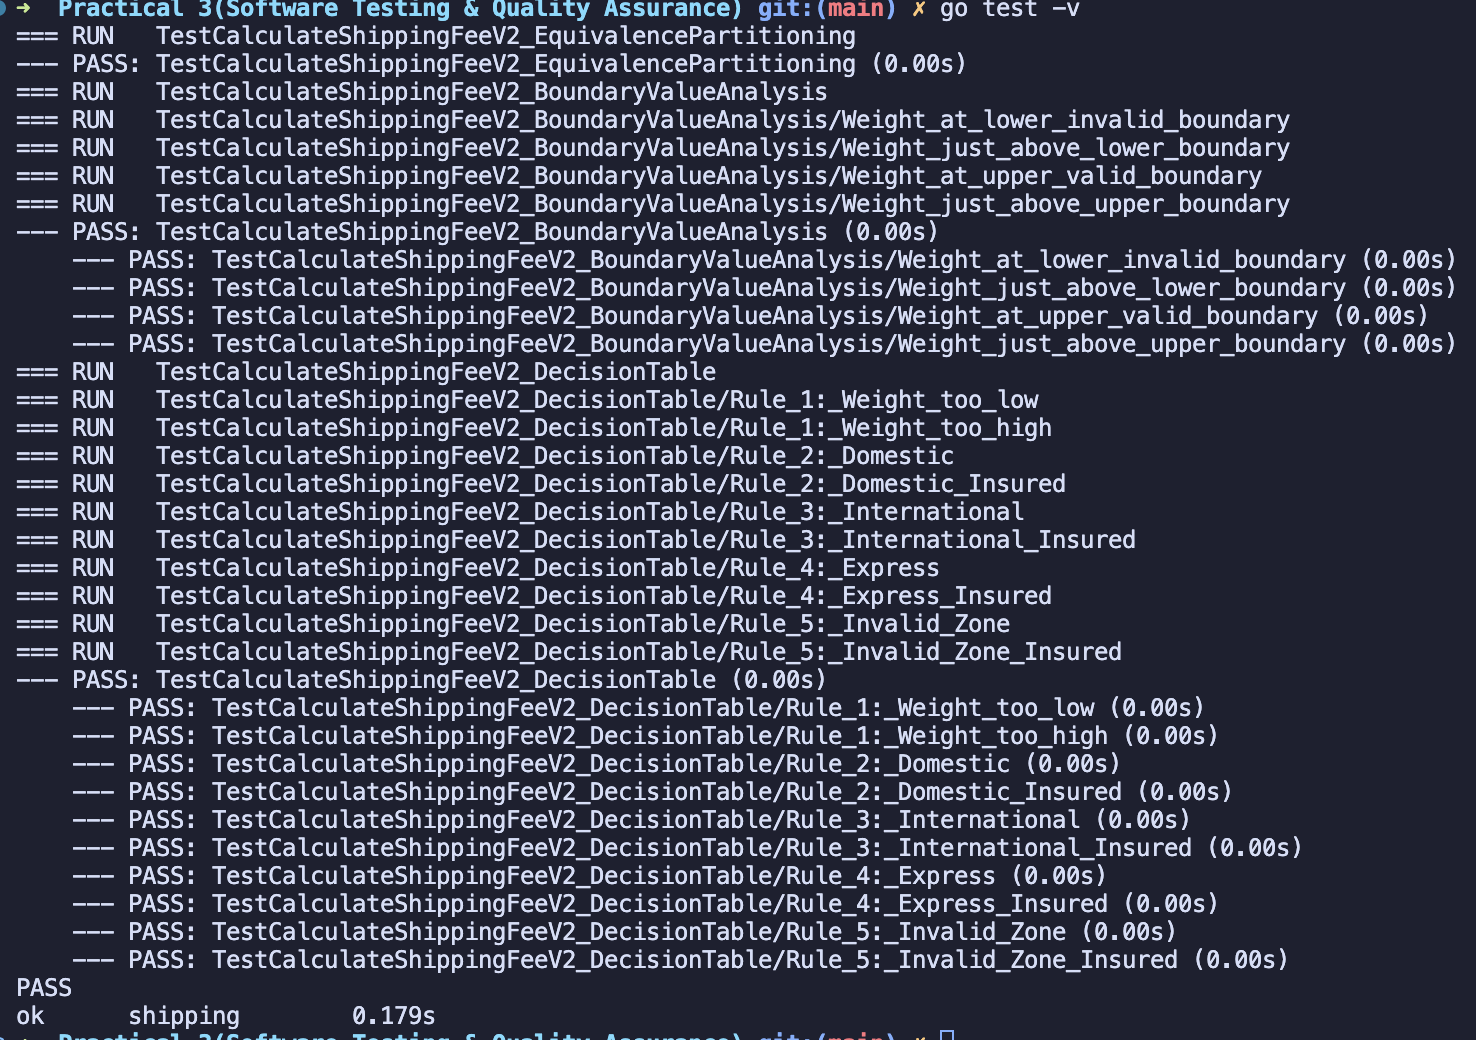 ➜  Practical 3(Software Testing & Quality Assurance) git:(main) ✗ go test -v
=== RUN   TestCalculateShippingFeeV2_EquivalencePartitioning
--- PASS: TestCalculateShippingFeeV2_EquivalencePartitioning (0.00s)
=== RUN   TestCalculateShippingFeeV2_BoundaryValueAnalysis
=== RUN   TestCalculateShippingFeeV2_BoundaryValueAnalysis/Weight_at_lower_invalid_boundary
=== RUN   TestCalculateShippingFeeV2_BoundaryValueAnalysis/Weight_just_above_lower_boundary
=== RUN   TestCalculateShippingFeeV2_BoundaryValueAnalysis/Weight_at_upper_valid_boundary
=== RUN   TestCalculateShippingFeeV2_BoundaryValueAnalysis/Weight_just_above_upper_boundary
--- PASS: TestCalculateShippingFeeV2_BoundaryValueAnalysis (0.00s)
    --- PASS: TestCalculateShippingFeeV2_BoundaryValueAnalysis/Weight_at_lower_invalid_boundary (0.00s)
    --- PASS: TestCalculateShippingFeeV2_BoundaryValueAnalysis/Weight_just_above_lower_boundary (0.00s)
    --- PASS: TestCalculateShippingFeeV2_BoundaryValueAnalysis/Weight_at_upper_valid_boundary (0.00s)
    --- PASS: TestCalculateShippingFeeV2_BoundaryValueAnalysis/Weight_just_above_upper_boundary (0.00s)
=== RUN   TestCalculateShippingFeeV2_DecisionTable
=== RUN   TestCalculateShippingFeeV2_DecisionTable/Rule_1:_Weight_too_low
=== RUN   TestCalculateShippingFeeV2_DecisionTable/Rule_1:_Weight_too_high
=== RUN   TestCalculateShippingFeeV2_DecisionTable/Rule_2:_Domestic
=== RUN   TestCalculateShippingFeeV2_DecisionTable/Rule_2:_Domestic_Insured
=== RUN   TestCalculateShippingFeeV2_DecisionTable/Rule_3:_International
=== RUN   TestCalculateShippingFeeV2_DecisionTable/Rule_3:_International_Insured
=== RUN   TestCalculateShippingFeeV2_DecisionTable/Rule_4:_Express
=== RUN   TestCalculateShippingFeeV2_DecisionTable/Rule_4:_Express_Insured
=== RUN   TestCalculateShippingFeeV2_DecisionTable/Rule_5:_Invalid_Zone
=== RUN   TestCalculateShippingFeeV2_DecisionTable/Rule_5:_Invalid_Zone_Insured
--- PASS: TestCalculateShippingFeeV2_DecisionTable (0.00s)
    --- PASS: TestCalculateShippingFeeV2_DecisionTable/Rule_1:_Weight_too_low (0.00s)
    --- PASS: TestCalculateShippingFeeV2_DecisionTable/Rule_1:_Weight_too_high (0.00s)
    --- PASS: TestCalculateShippingFeeV2_DecisionTable/Rule_2:_Domestic (0.00s)
    --- PASS: TestCalculateShippingFeeV2_DecisionTable/Rule_2:_Domestic_Insured (0.00s)
    --- PASS: TestCalculateShippingFeeV2_DecisionTable/Rule_3:_International (0.00s)
    --- PASS: TestCalculateShippingFeeV2_DecisionTable/Rule_3:_International_Insured (0.00s)
    --- PASS: TestCalculateShippingFeeV2_DecisionTable/Rule_4:_Express (0.00s)
    --- PASS: TestCalculateShippingFeeV2_DecisionTable/Rule_4:_Express_Insured (0.00s)
    --- PASS: TestCalculateShippingFeeV2_DecisionTable/Rule_5:_Invalid_Zone (0.00s)
    --- PASS: TestCalculateShippingFeeV2_DecisionTable/Rule_5:_Invalid_Zone_Insured (0.00s)
PASS
ok      shipping        0.179s
➜  Practical 3(Software Testing & Quality Assurance) git:(main) ✗